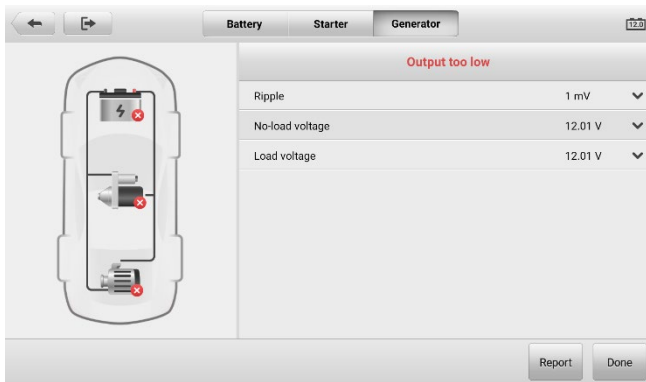 Battery Starter Generator 12.0
Output too low
Ripple 1 mV
No-load voltage 12.01 V
Load voltage 12.01 V
Report Done